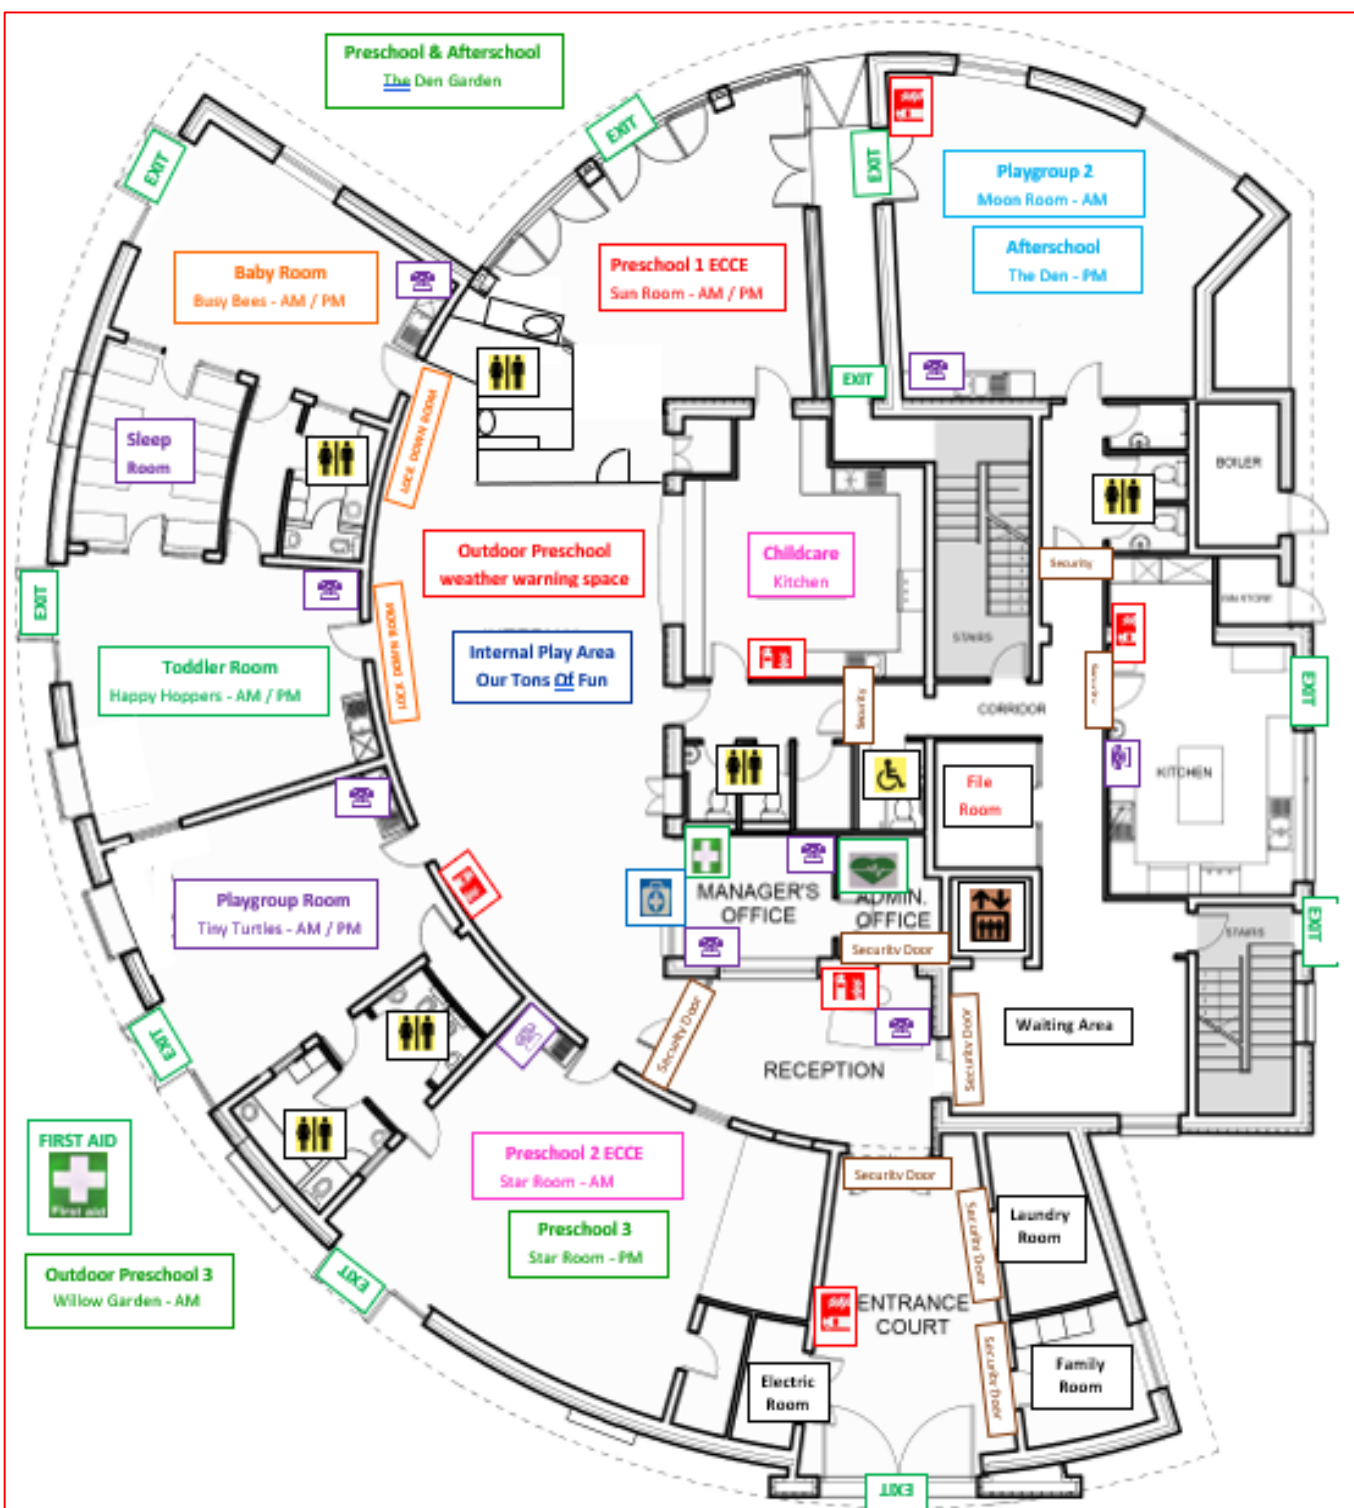 Preschool & Afterschool
The Den Garden
EXIT
EXIT
EXIT
Playgroup 2
Moon Room - AM
Afterschool
The Den - PM
Preschool 1 ECCE
Sun Room - AM / PM
Baby Room
Busy Bees - AM / PM
EXIT
LOCK DOWN ROOM
Sleep
Room
BOILER
Outdoor Preschool
weather warning space
Childcare
Kitchen
Security
BIN STORE
EXIT
LOCK DOWN ROOM
STAIRS
Internal Play Area
Our Tons Of Fun
Toddler Room
Happy Hoppers - AM / PM
Security
Security
EXIT
CORRIDOR
File
Room
KITCHEN
Playgroup Room
Tiny Turtles - AM / PM
MANAGER'S
OFFICE
ADMIN.
OFFICE
Security Door
STAIRS
EXIT
Security Door
Security Door
Waiting Area
EXIT
RECEPTION
FIRST AID
First aid
Preschool 2 ECCE
Star Room - AM
Security Door
Preschool 3
Star Room - PM
Security Door
Laundry
Room
EXIT
Outdoor Preschool 3
Willow Garden - AM
ENTRANCE
COURT
Security Door
Family
Room
Electric
Room
EXIT